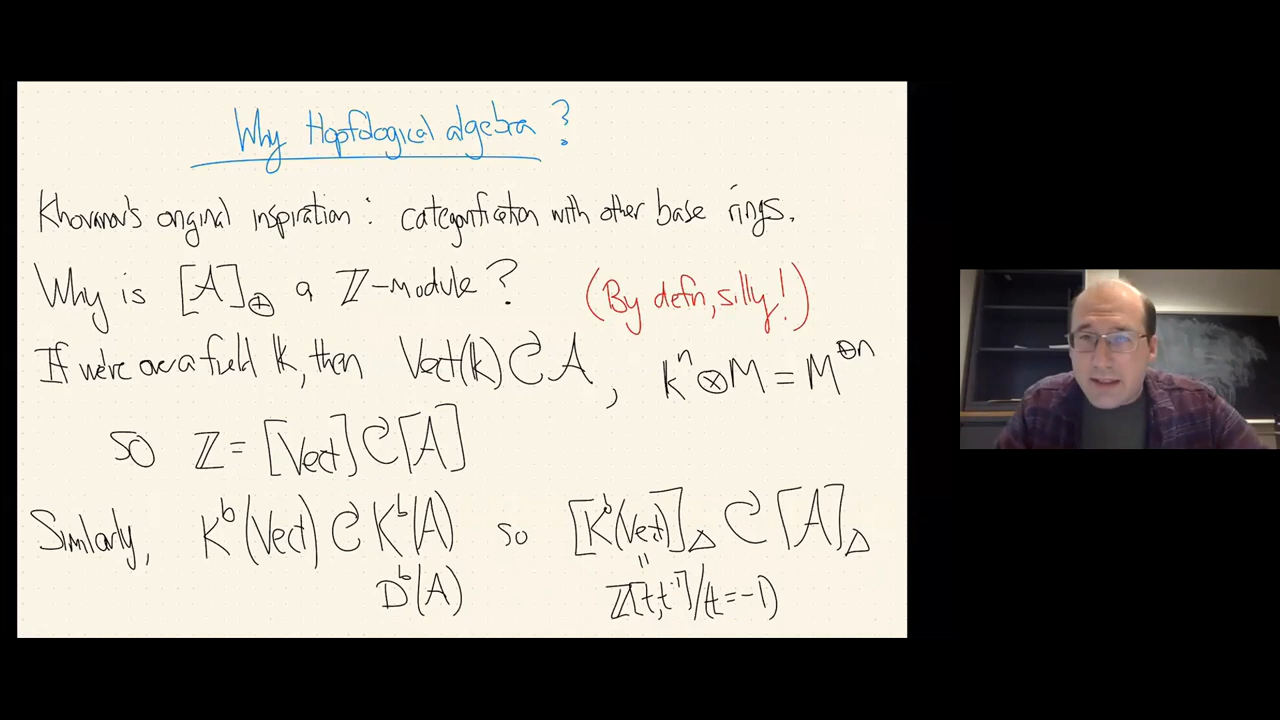 Why Hopfological algebra?
Khovanov's original inspiration: categorification with other base rings.
Why is [A]⊕ a ℤ-module? (By defn, silly!)
If we're over a field 𝕜, then Vect(k) ⊂ A, kⁿ⊗M = M^⊕n
so ℤ = [Vect] ⊂ [A]
Similarly, Kᵇ(Vect) ⊂ Kᵇ(A) so [Kᵇ(Vect)]△ ⊂ [A]△
Dᵇ(A) " ℤ[t,t⁻¹]/(t=-1)